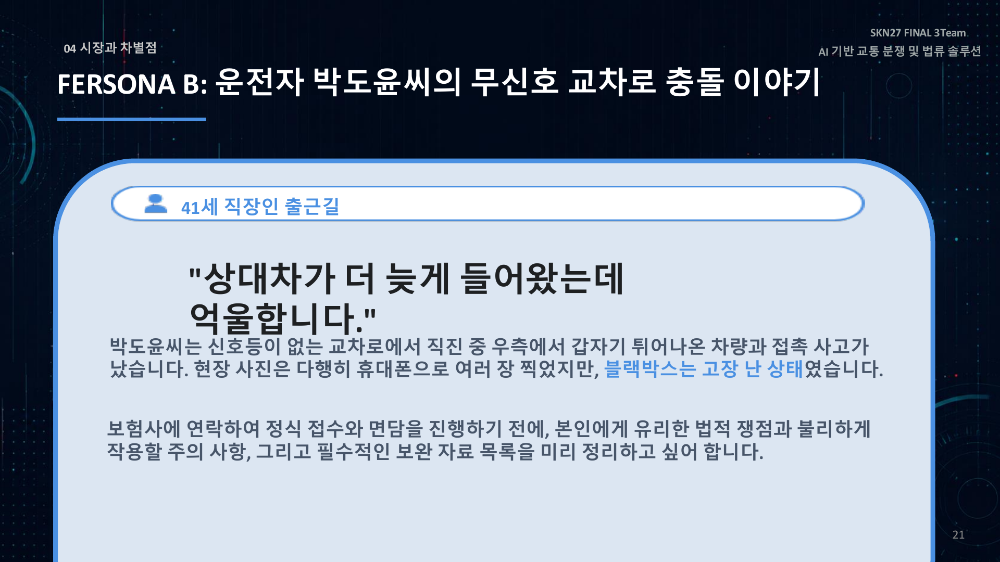 04 시장과 차별점
SKN27 FINAL 3Team
AI 기반 교통 분쟁 및 법류 솔루션
FERSONA B: 운전자 박도윤씨의 무신호 교차로 충돌 이야기
41세 직장인 출근길
"상대차가 더 늦게 들어왔는데
억울합니다."
박도윤씨는 신호등이 없는 교차로에서 직진 중 우측에서 갑자기 튀어나온 차량과 접촉 사고가
났습니다. 현장 사진은 다행히 휴대폰으로 여러 장 찍었지만, 블랙박스는 고장 난 상태였습니다.
보험사에 연락하여 정식 접수와 면담을 진행하기 전에, 본인에게 유리한 법적 쟁점과 불리하게
작용할 주의 사항, 그리고 필수적인 보완 자료 목록을 미리 정리하고 싶어 합니다.
21